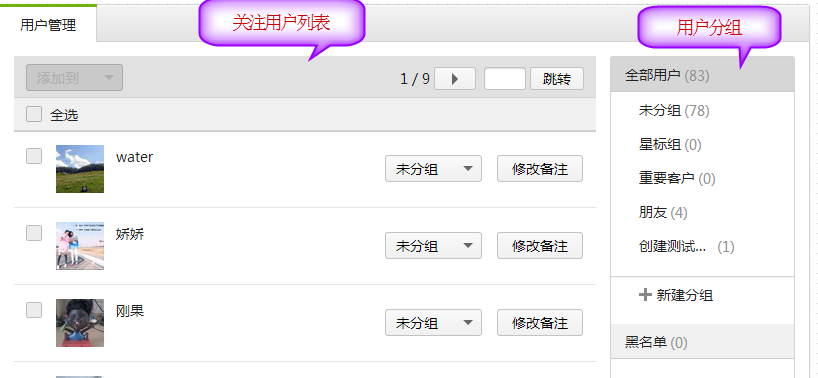 用户管理
关注用户列表
用户分组
添加到
1 / 9
跳转
全选
water
未分组
修改备注
娇娇
未分组
修改备注
刚果
未分组
修改备注
全部用户 (83)
未分组 (78)
星标组 (0)
重要客户 (0)
朋友 (4)
创建测试... (1)
新建分组
黑名单 (0)